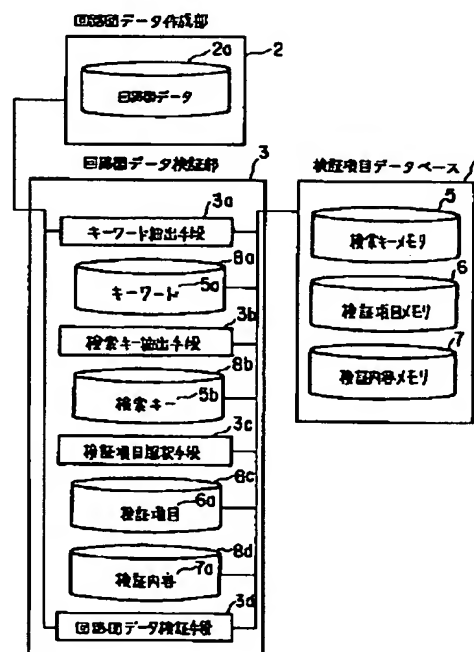 回路図データ作成部
2a
2
回路図データ
回路図データ検証部
3
3a
キーワード抽出手段
8a
キーワード
5a
3b
検索キー抽出手段
8b
検索キー
5b
3c
検証項目選択手段
8c
検証項目
6a
8d
検証内容
7a
3d
回路図データ検証手段
検証項目データベース
5
検索キーメモリ
6
検証項目メモリ
7
検証内容メモリ